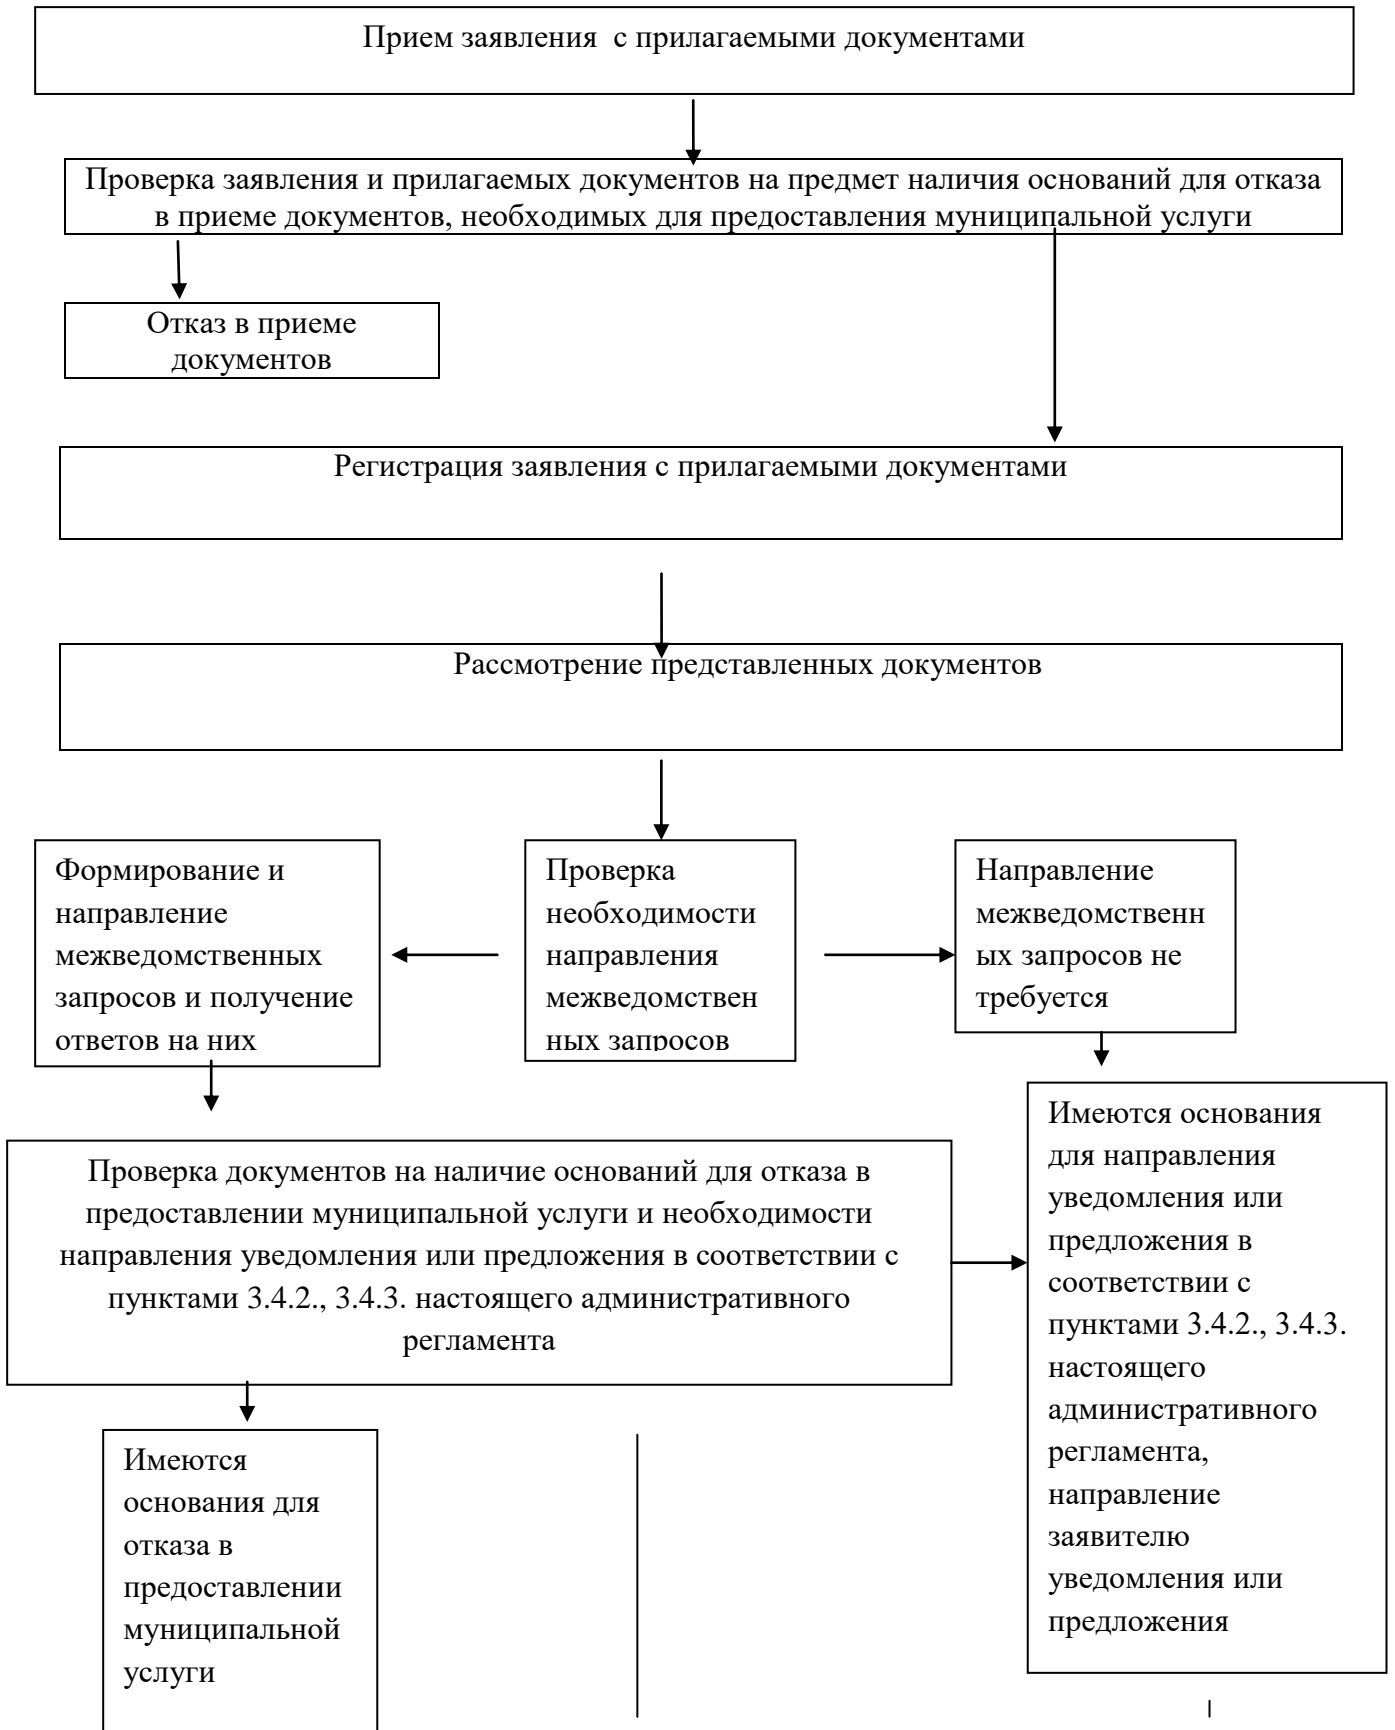 Прием заявления  с прилагаемыми документами
Проверка заявления и прилагаемых документов на предмет наличия оснований для отказа
в приеме документов, необходимых для предоставления муниципальной услуги
Отказ в приеме
документов
Регистрация заявления с прилагаемыми документами
Рассмотрение представленных документов
Формирование и
направление
межведомственных
запросов и получение
ответов на них
Проверка
необходимости
направления
межведомствен
ных запросов
Направление
межведомственн
ых запросов не
требуется
Проверка документов на наличие оснований для отказа в
предоставлении муниципальной услуги и необходимости
направления уведомления или предложения в соответствии с
пунктами 3.4.2., 3.4.3. настоящего административного
регламента
Имеются основания
для направления
уведомления или
предложения в
соответствии с
пунктами 3.4.2., 3.4.3.
настоящего
административного
регламента,
направление
заявителю
уведомления или
предложения
Имеются
основания для
отказа в
предоставлении
муниципальной
услуги